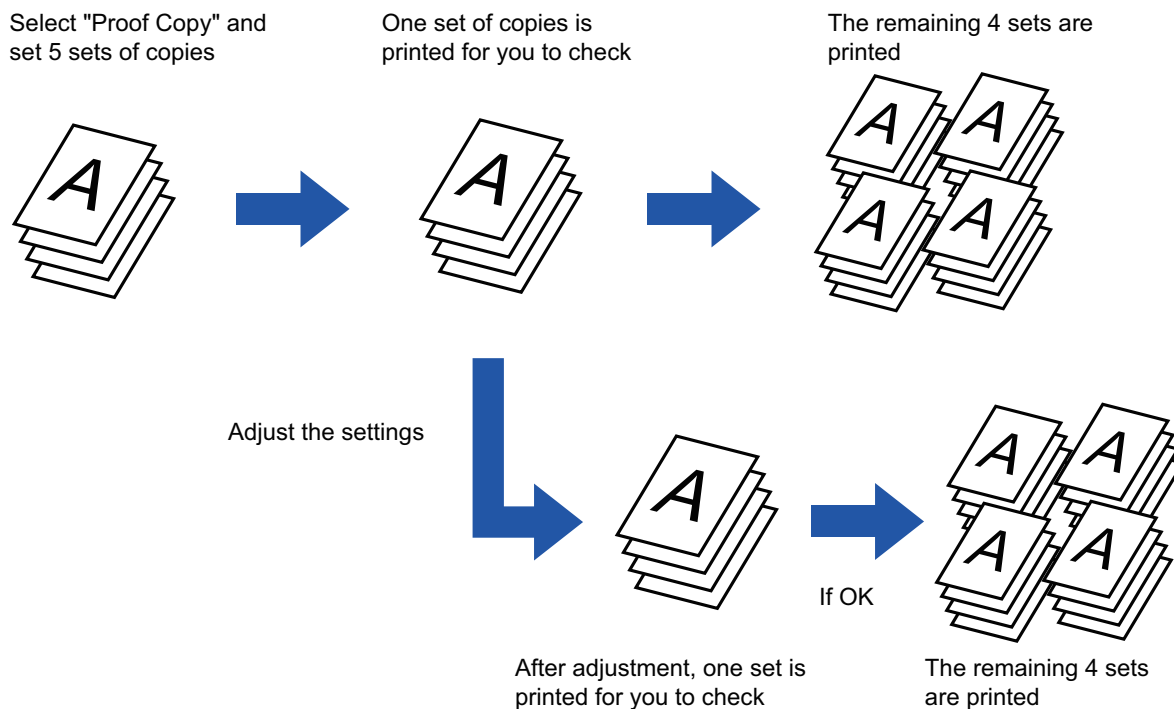 Select "Proof Copy" and
set 5 sets of copies
One set of copies is
printed for you to check
The remaining 4 sets are
printed
A
A
A
A
A
A
Adjust the settings
A
A
A
A
A
If OK
After adjustment, one set is
printed for you to check
The remaining 4 sets
are printed